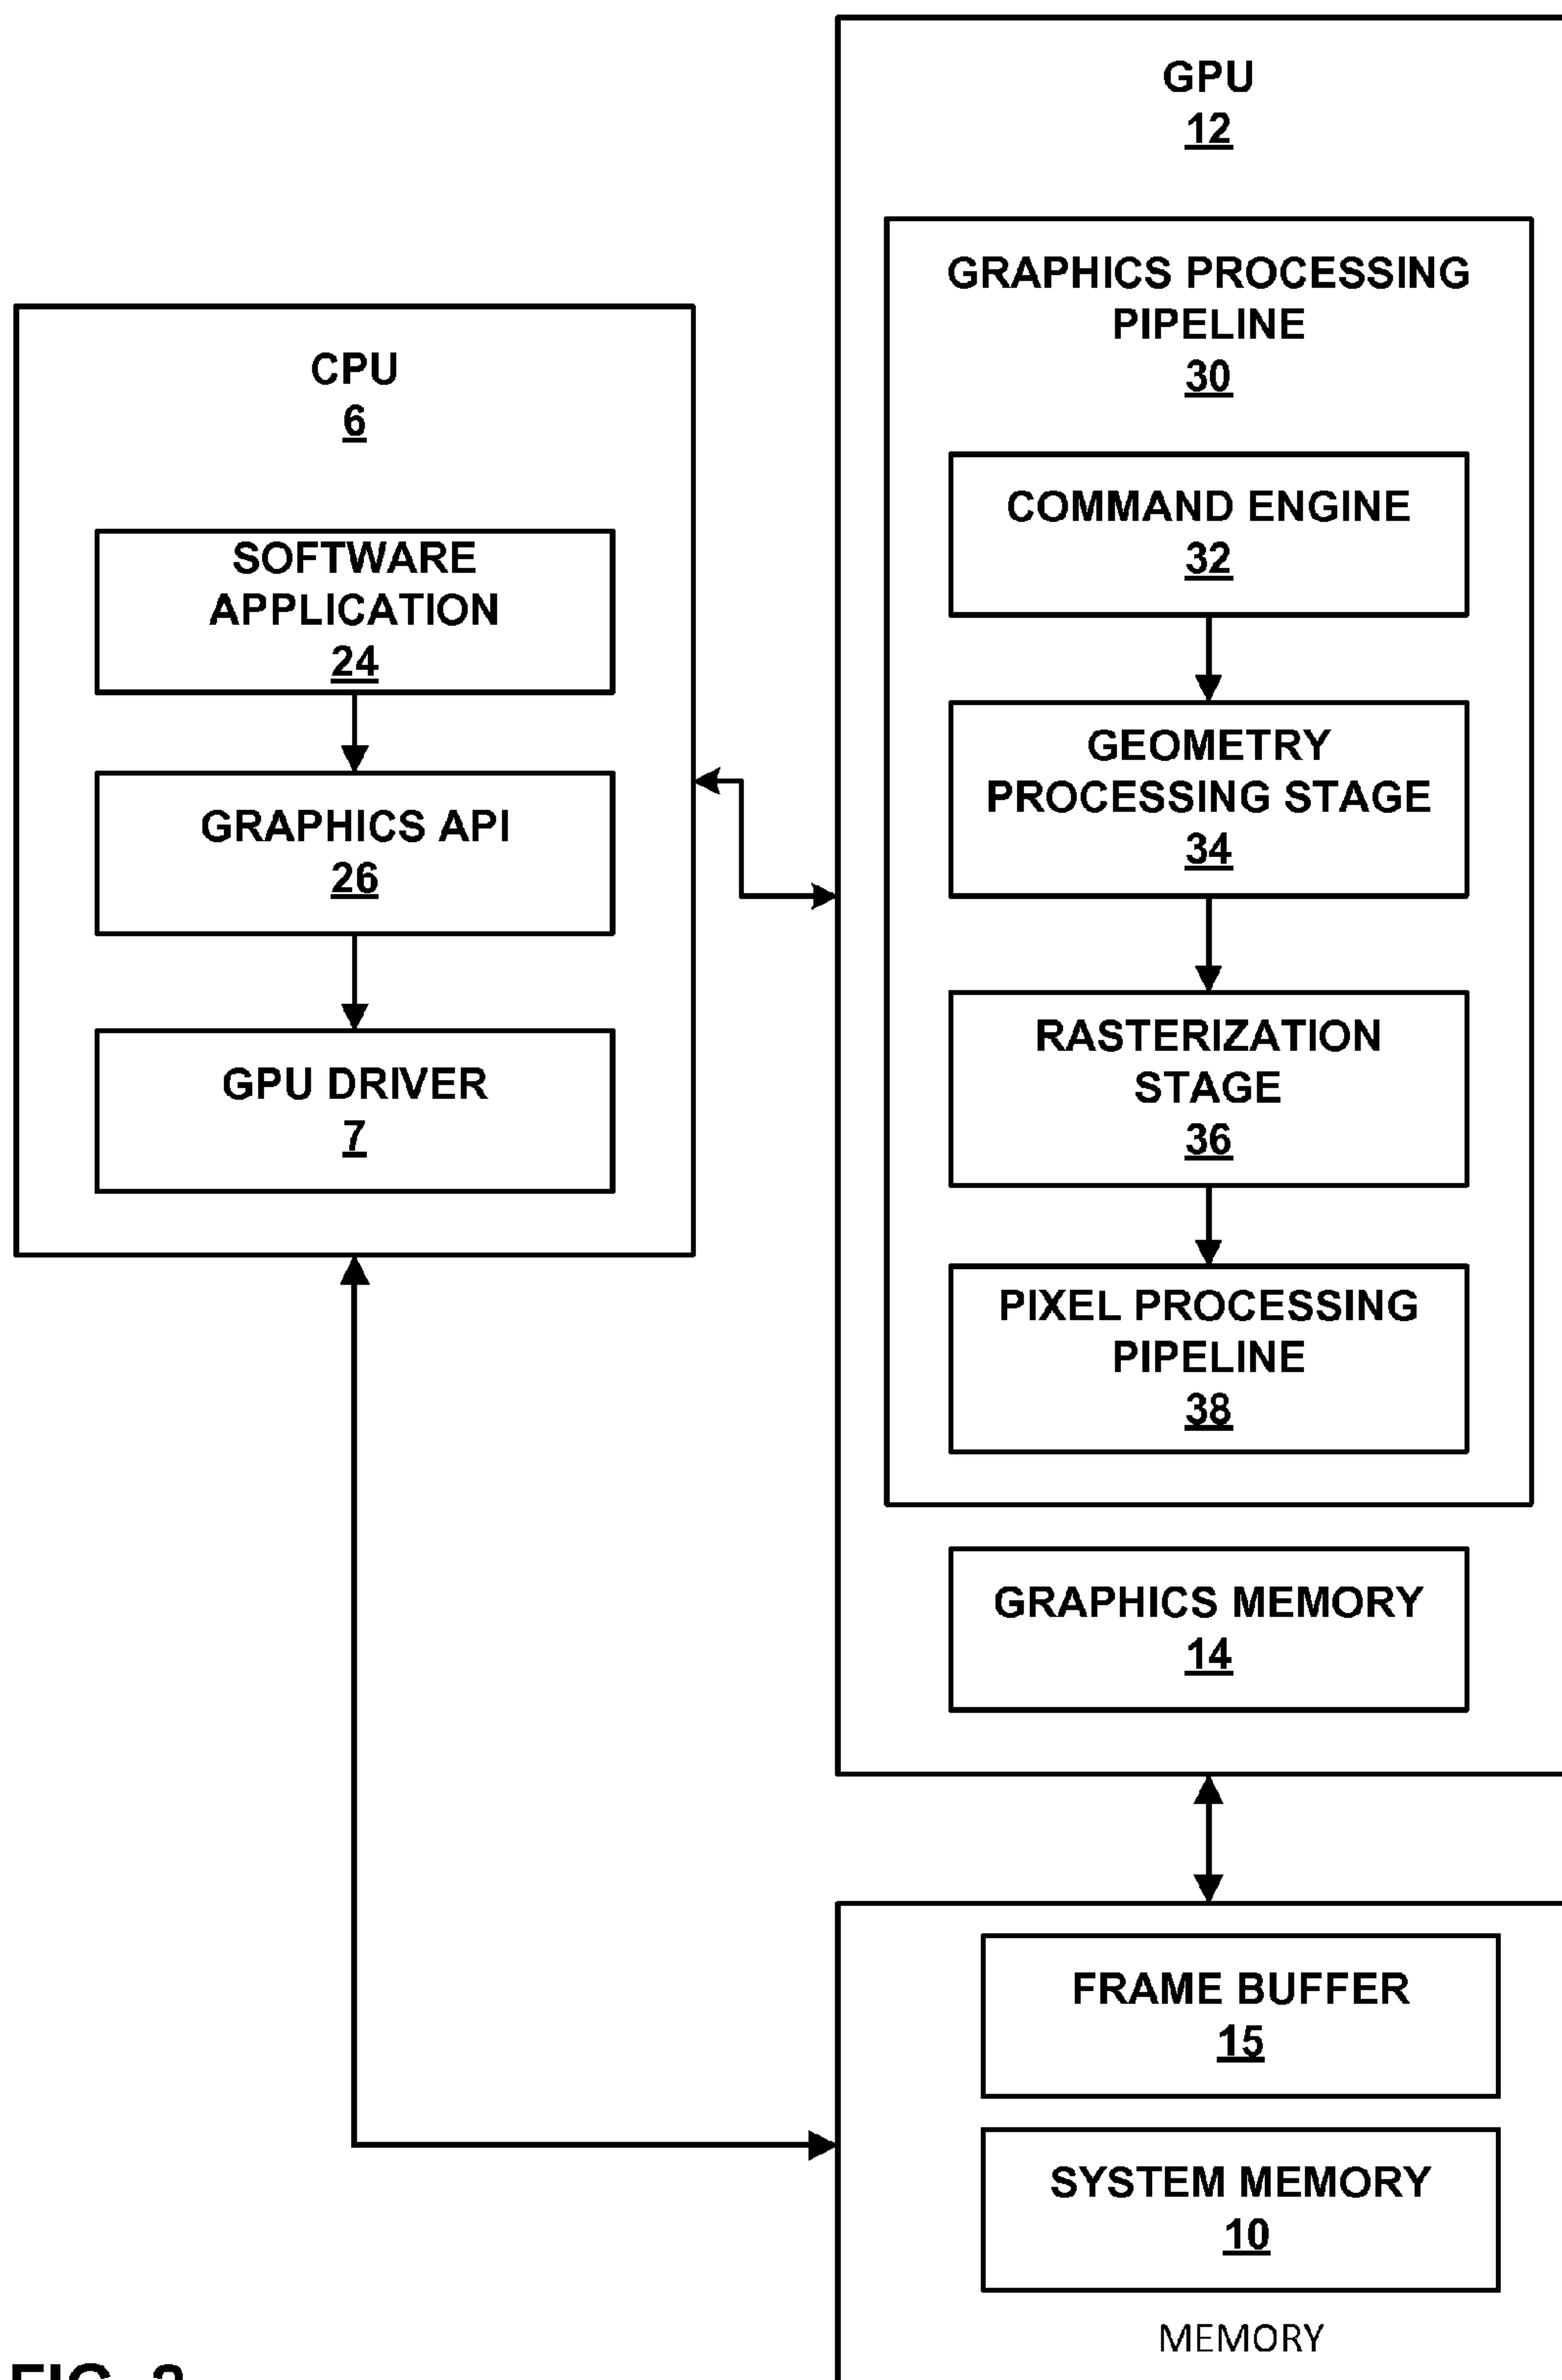 GPU
12
GRAPHICS PROCESSING
PIPELINE
30
COMMAND ENGINE
32
GEOMETRY
PROCESSING STAGE
34
RASTERIZATION
STAGE
36
PIXEL PROCESSING
PIPELINE
38
GRAPHICS MEMORY
14
CPU
6
SOFTWARE
APPLICATION
24
GRAPHICS API
26
GPU DRIVER
7
FRAME BUFFER
15
SYSTEM MEMORY
10
MEMORY